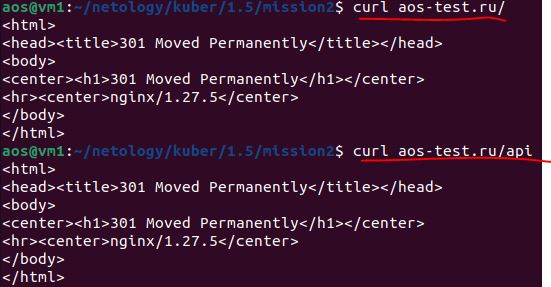 aos@vm1:~/netology/kuber/1.5/mission2$ curl aos-test.ru/
<html>
<head><title>301 Moved Permanently</title></head>
<body>
<center><h1>301 Moved Permanently</h1></center>
<hr><center>nginx/1.27.5</center>
</body>
</html>
aos@vm1:~/netology/kuber/1.5/mission2$ curl aos-test.ru/api
<html>
<head><title>301 Moved Permanently</title></head>
<body>
<center><h1>301 Moved Permanently</h1></center>
<hr><center>nginx/1.27.5</center>
</body>
</html>